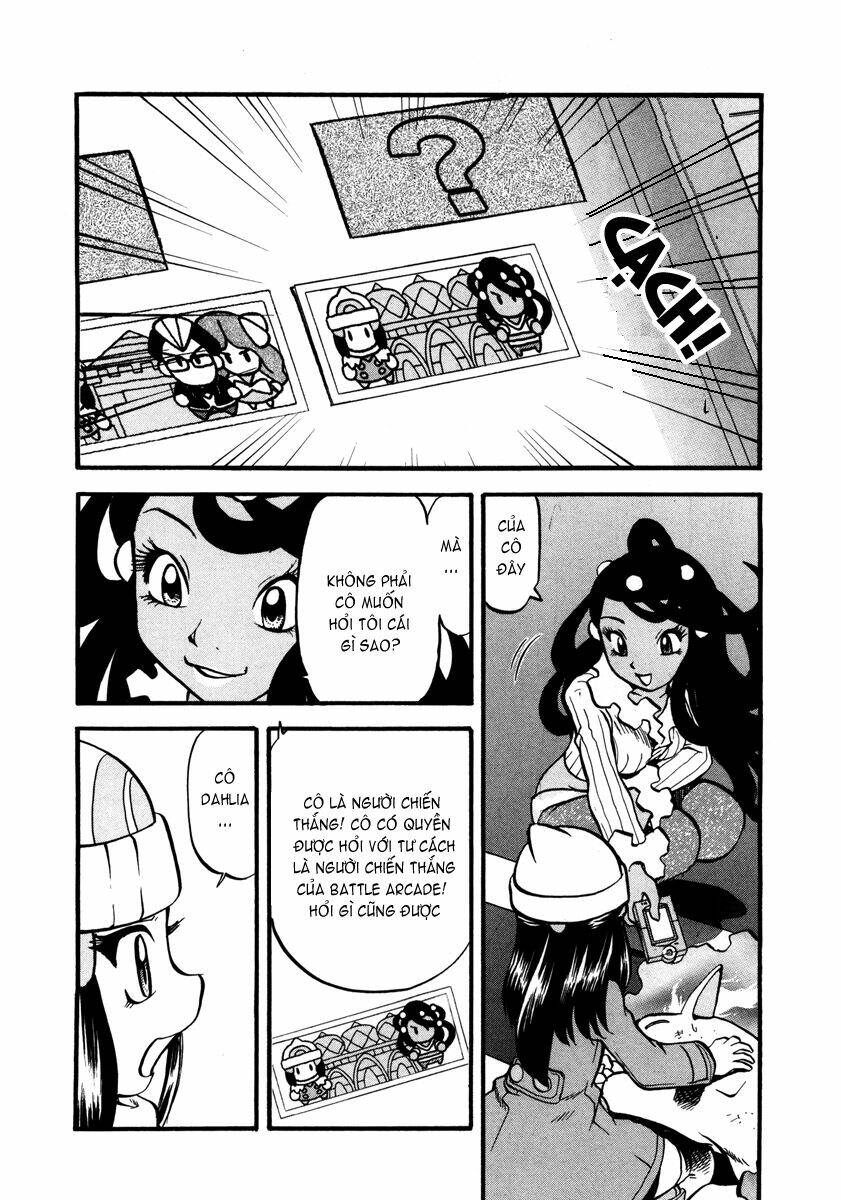 ?
CẠCH!
CỦA
CÔ
ĐÂY
MÀ
...
KHÔNG PHẢI
CÔ MUỐN
HỎI TÔI CÁI
GÌ SAO?
CÔ LÀ NGƯỜI CHIẾN
THẮNG! CÔ CÓ QUYỀN
ĐƯỢC HỎI VỚI TƯ CÁCH
LÀ NGƯỜI CHIẾN THẮNG
CỦA BATTLE ARCADE!
HỎI GÌ CŨNG ĐƯỢC
CÔ
DAHLIA
...